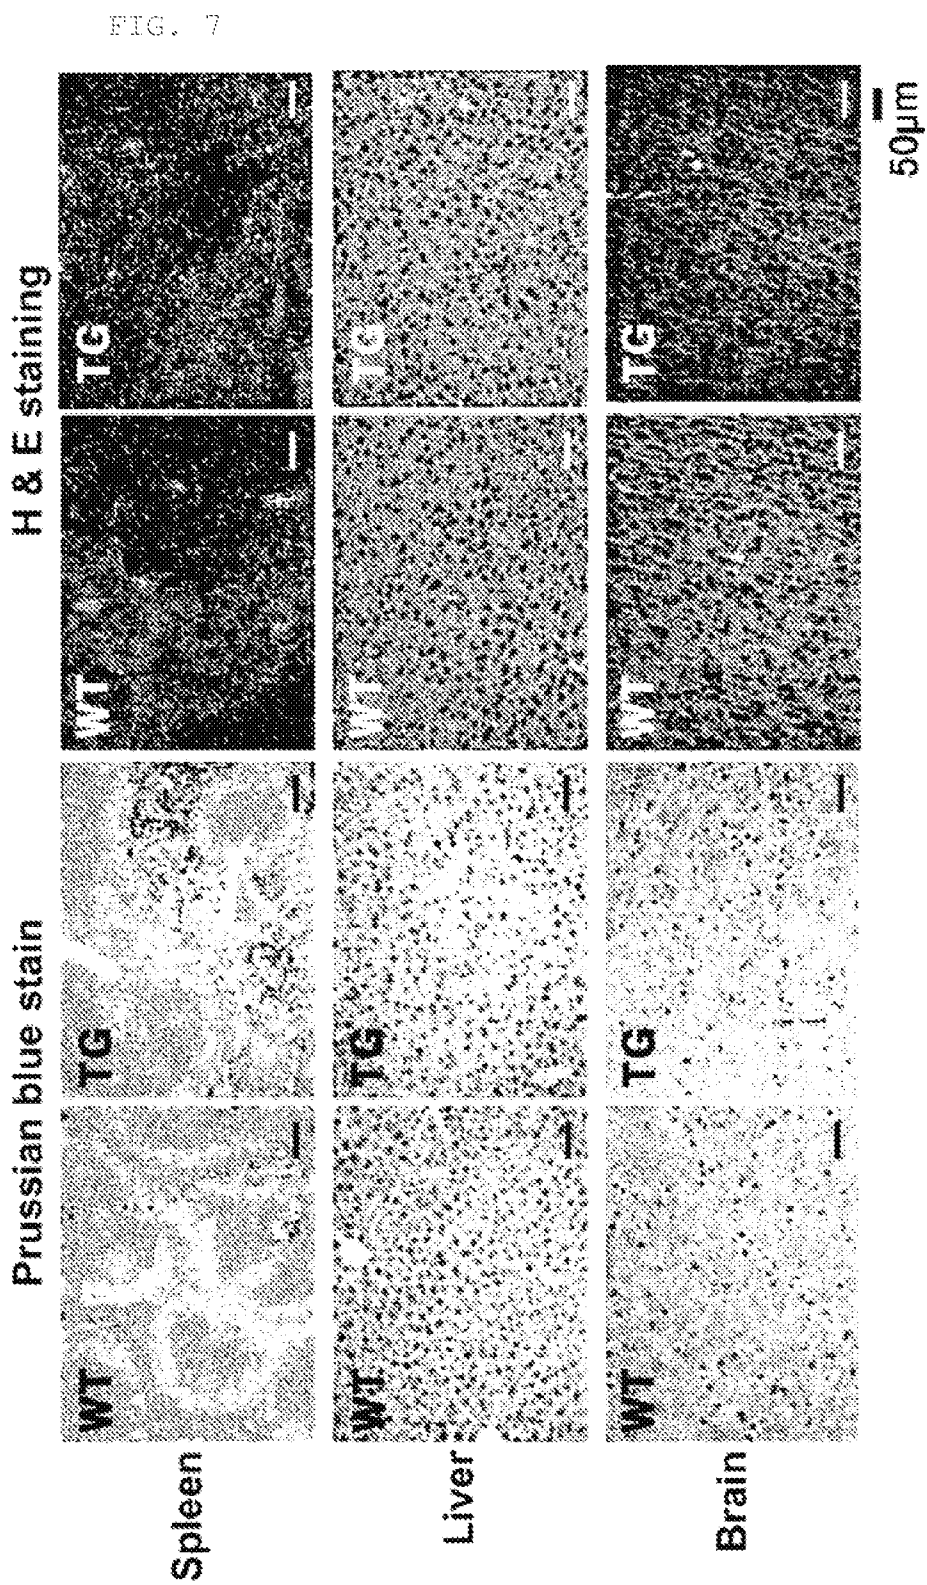 FIG. 7
Prussian blue stain
H & E staining
Spleen
WT
TG
WT
TG
Liver
WT
TG
WT
TG
Brain
WT
TG
WT
TG
50μm